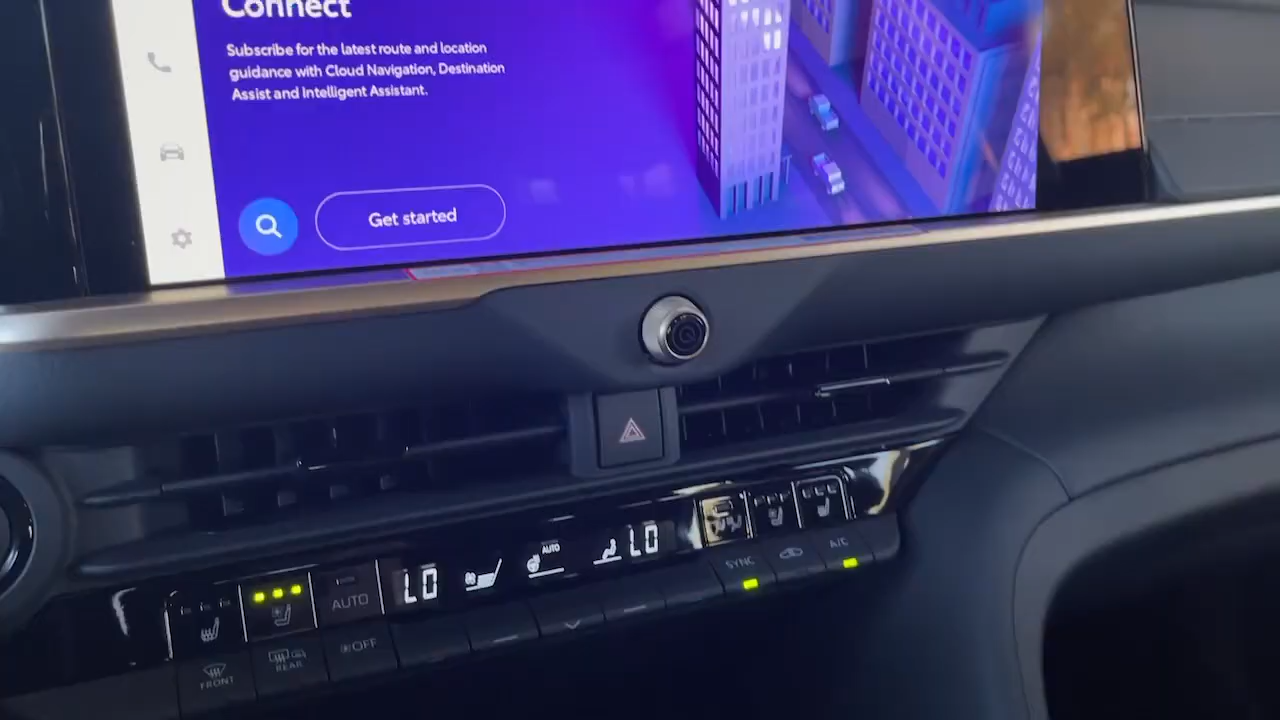 Connect
Subscribe for the latest route and location
guidance with Cloud Navigation, Destination
Assist and Intelligent Assistant.
Get started
AUTO
LO
AUTO
LO
SYNC
A/C
FRONT
REAR
OFF